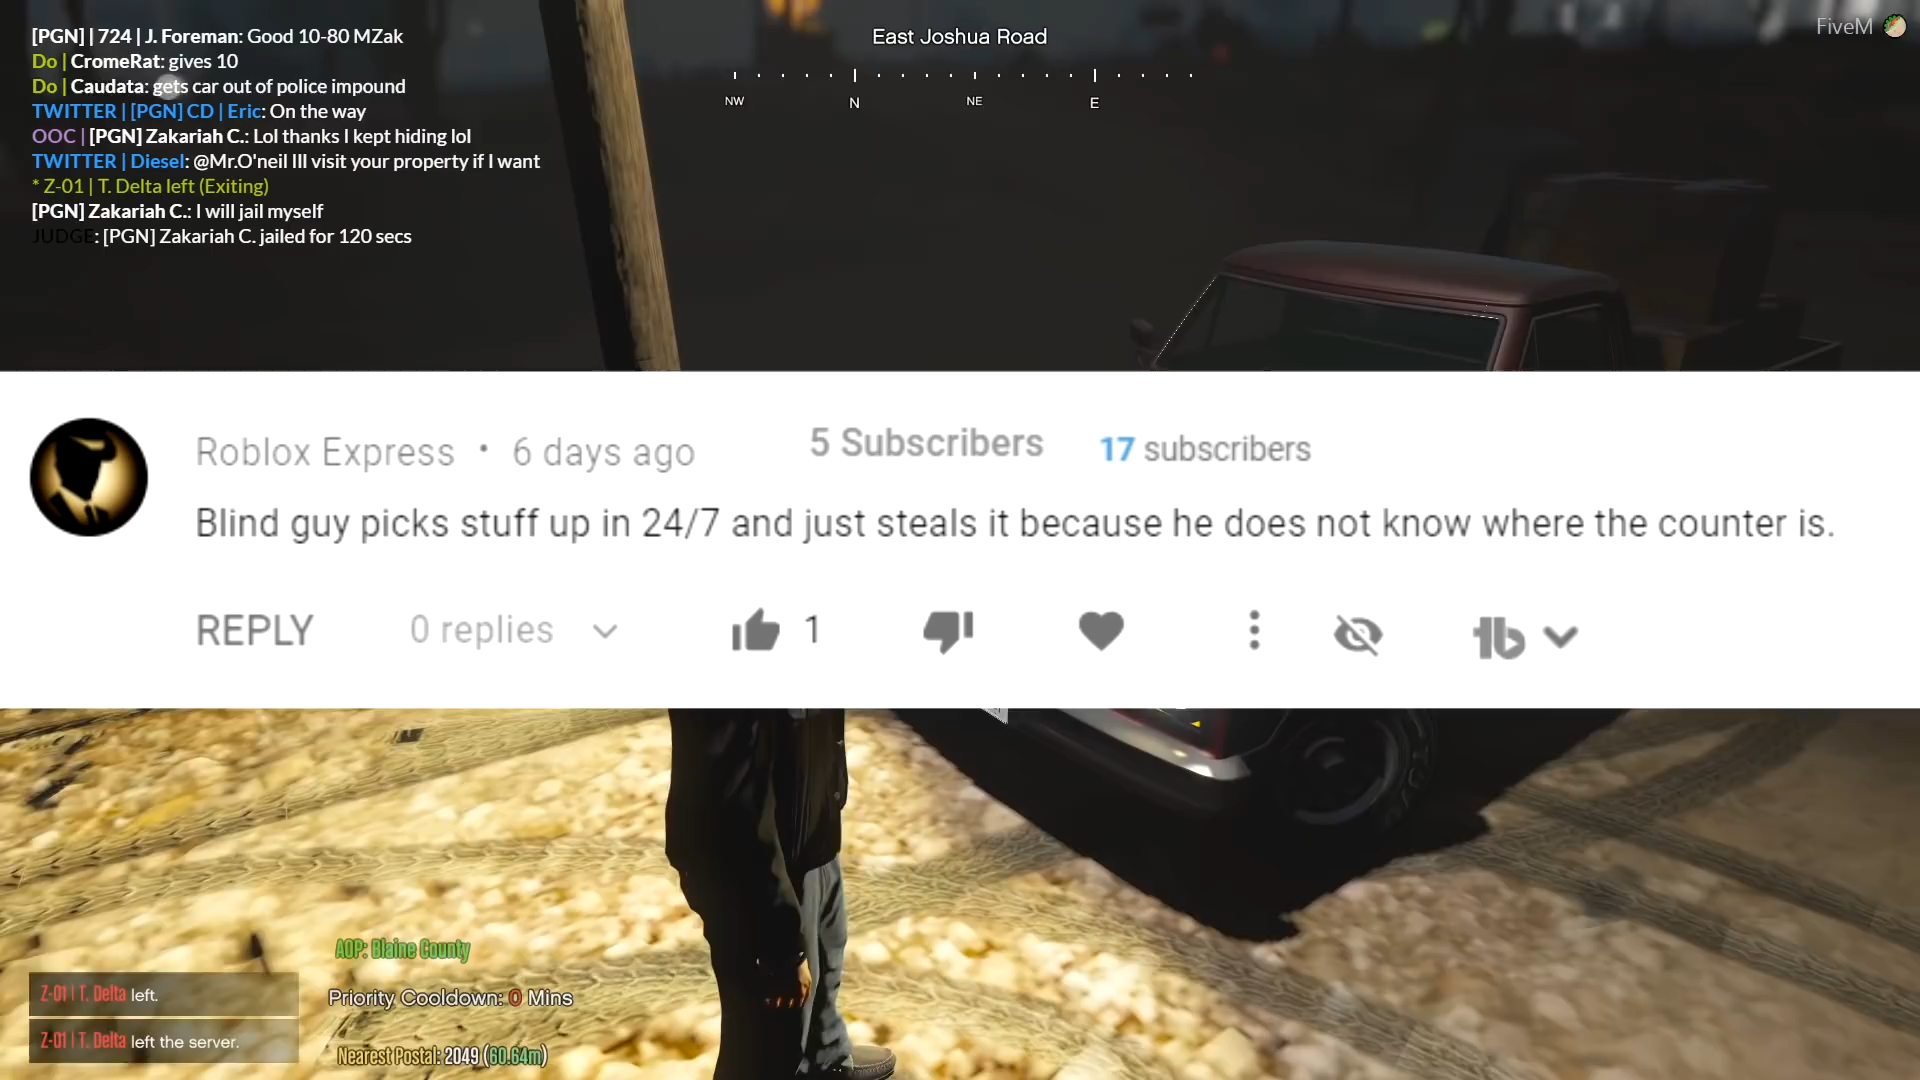 [PGN] | 724 | J. Foreman: Good 10-80 MZak
Do | CromeRat: gives 10
Do | Caudata: gets car out of police impound
TWITTER | [PGN] CD | Eric: On the way
OOC | [PGN] Zakariah C.: Lol thanks I kept hiding lol
TWITTER | Diesel: @Mr.O'neil Ill visit your property if I want
* Z-01 | T. Delta left (Exiting)
[PGN] Zakariah C.: I will jail myself
JUDGE: [PGN] Zakariah C. jailed for 120 secs
East Joshua Road
NW N NE E
FiveM
Roblox Express • 6 days ago 5 Subscribers 17 subscribers
Blind guy picks stuff up in 24/7 and just steals it because he does not know where the counter is.
REPLY 0 replies 1
AOP: Blaine County
Z-01 | T. Delta left.
Priority Cooldown: 0 Mins
Z-01 | T. Delta left the server.
Nearest Postal: 2049 (60.64m)